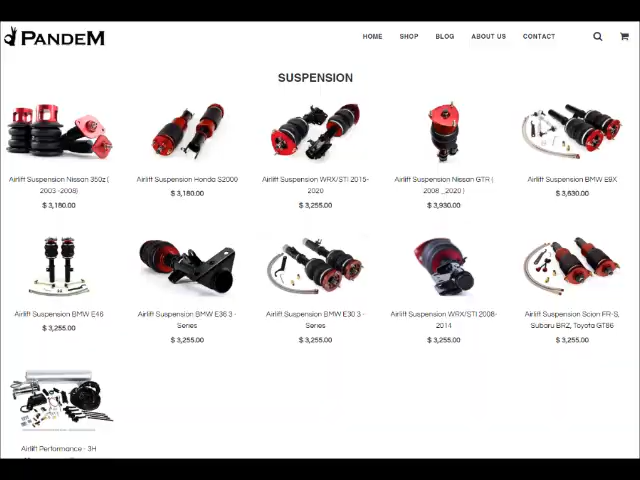 PANDEM
HOME SHOP BLOG ABOUT US CONTACT
SUSPENSION
Airlift Suspension Nissan 350z (
2003 -2008)
$ 3,180.00
Airlift Suspension Honda S2000
$ 3,180.00
Airlift Suspension WRX/STI 2015-
2020
$ 3,255.00
Airlift Suspension Nissan GTR (
2008 _2020 )
$ 3,930.00
Airlift Suspension BMW E9X
$ 3,630.00
Airlift Suspension BMW E46
$ 3,255.00
Airlift Suspension BMW E36 3 -
Series
$ 3,255.00
Airlift Suspension BMW E30 3 -
Series
$ 3,255.00
Airlift Suspension WRX/STI 2008-
2014
$ 3,255.00
Airlift Suspension Scion FR-S,
Subaru BRZ, Toyota GT86
$ 3,255.00
Airlift Performance - 3H